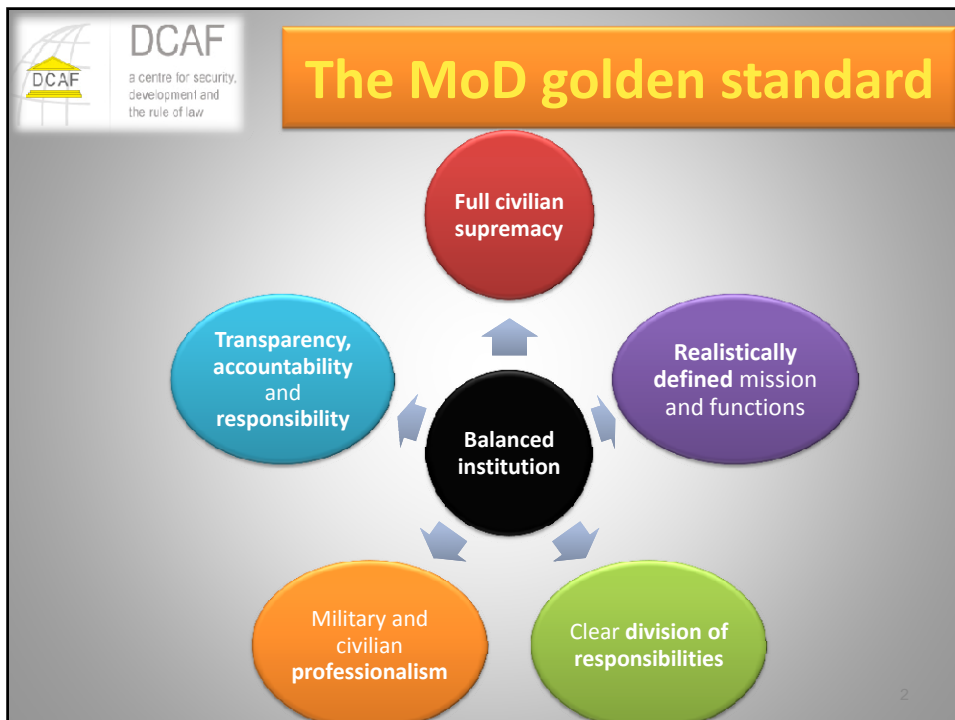 DCAF
DCAF
a centre for security,
development and
the rule of law
The MoD golden standard
Full civilian
supremacy
Transparency,
accountability
and
responsibility
Realistically
defined mission
and functions
Balanced
institution
Military and
civilian
professionalism
Clear division of
responsibilities
2